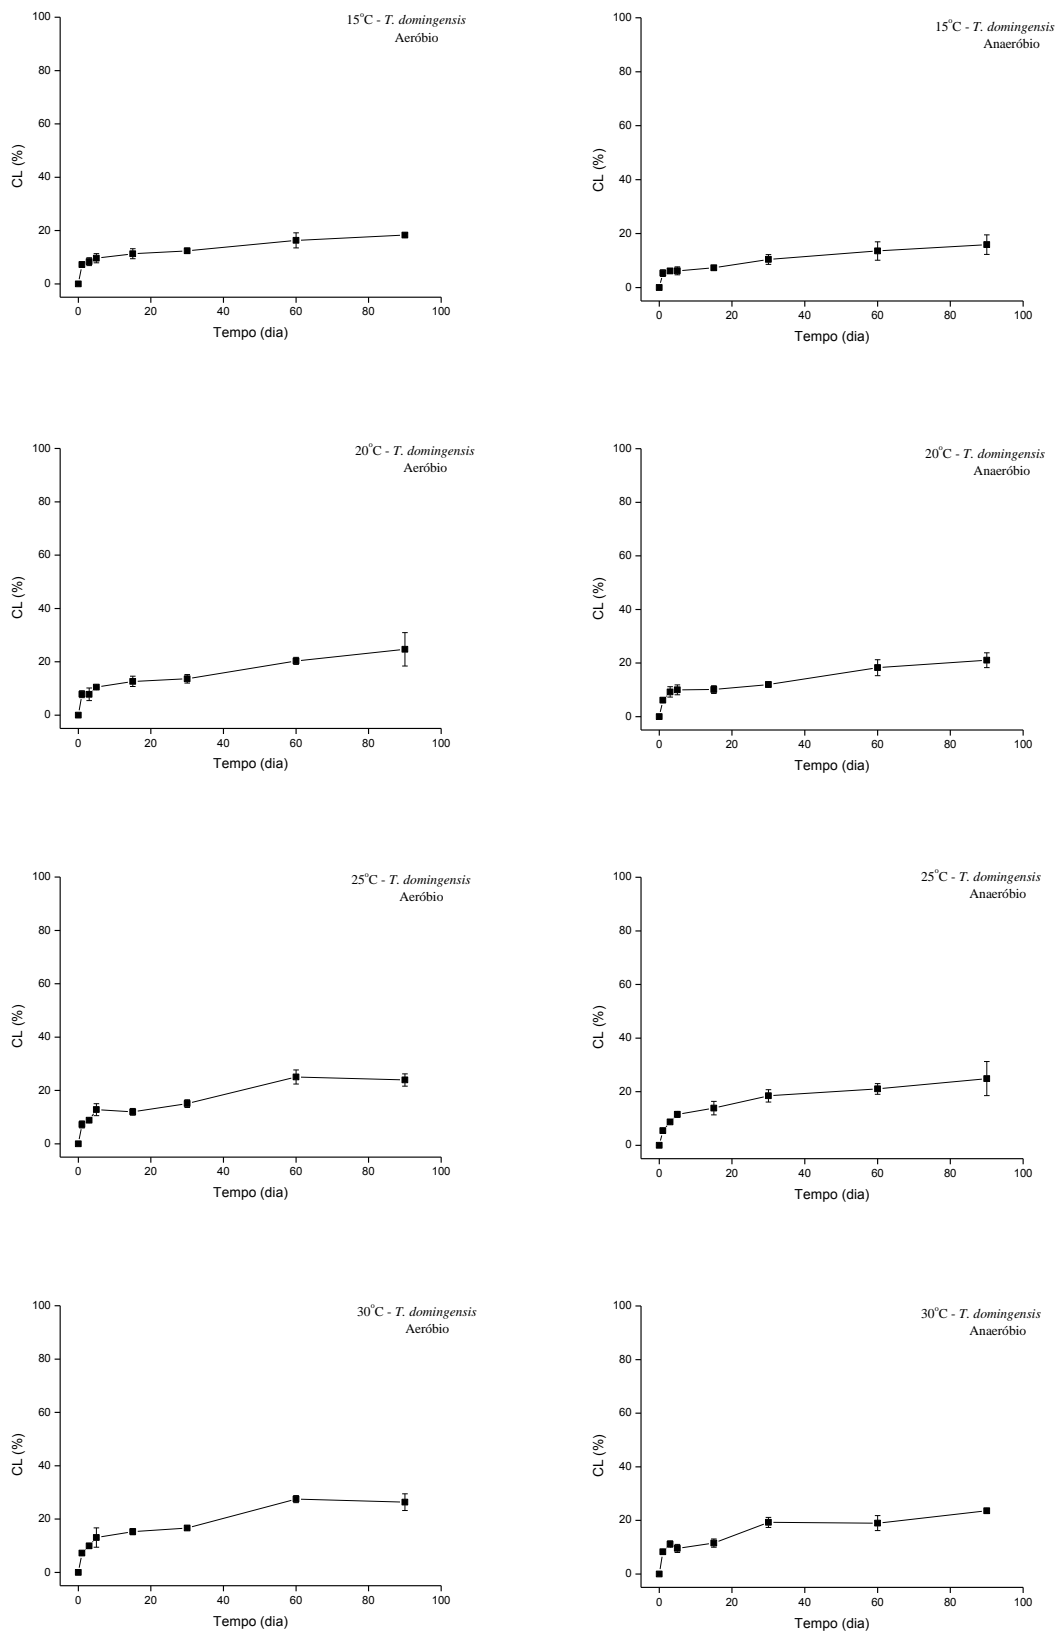 15°C - T. domingensis
Aeróbio
100
80
60
40
20
0
CL (%)
0 20 40 60 80 100
Tempo (dia)
15°C - T. domingensis
Anaeróbio
100
80
60
40
20
0
CL (%)
0 20 40 60 80 100
Tempo (dia)
20°C - T. domingensis
Aeróbio
100
80
60
40
20
0
CL (%)
0 20 40 60 80 100
Tempo (dia)
20°C - T. domingensis
Anaeróbio
100
80
60
40
20
0
CL (%)
0 20 40 60 80 100
Tempo (dia)
25°C - T. domingensis
Aeróbio
100
80
60
40
20
0
CL (%)
0 20 40 60 80 100
Tempo (dia)
25°C - T. domingensis
Anaeróbio
100
80
60
40
20
0
CL (%)
0 20 40 60 80 100
Tempo (dia)
30°C - T. domingensis
Aeróbio
100
80
60
40
20
0
CL (%)
0 20 40 60 80 100
Tempo (dia)
30°C - T. domingensis
Anaeróbio
100
80
60
40
20
0
CL (%)
0 20 40 60 80 100
Tempo (dia)